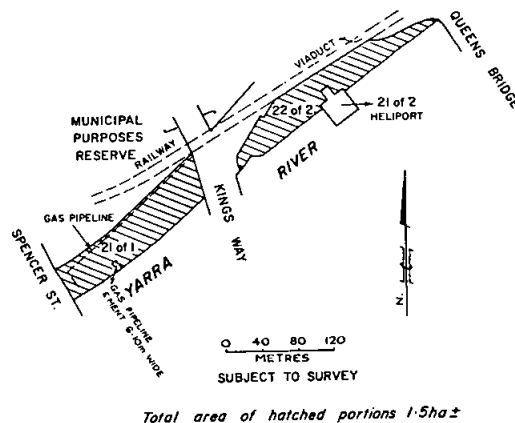 QUEENS BRIDGE
VIADUCT
22 of 2
21 of 2
HELIPORT
MUNICIPAL
PURPOSES
RESERVE
RAILWAY
RIVER
KINGS WAY
GAS PIPELINE
21 of 1
SPENCER ST.
YARRA
GAS PIPELINE
EMENT 6·10m WIDE
N.
0 40 80 120
METRES
SUBJECT TO SURVEY
Total area of hatched portions 1·5ha ±